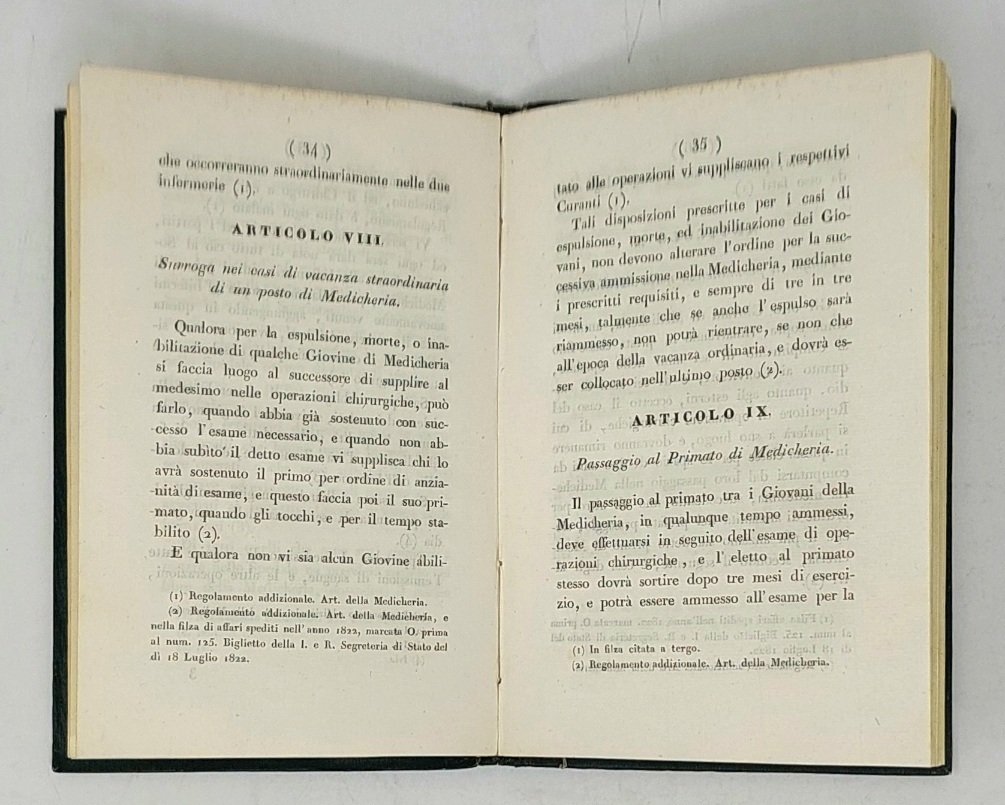 ( 34 )
che occorreranno straordinariamente nelle due
infermerie (1).
ARTICOLO VIII.
Surroga nei casi di vacanza straordinaria
di un posto di Medicheria.
Qualora per la espulsione, morte, o ina-
bilitazione di qualche Giovine di Medicheria
si faccia luogo al successore di supplire al
medesimo nelle operazioni chirurgiche, può
farlo, quando abbia già sostenuto con suc-
cesso l'esame necessario, e quando non ab-
bia subito il detto esame vi supplisca chi lo
avrà sostenuto il primo per ordine di anzia-
nità di esame, e questo faccia poi il suo pri-
mato, quando gli tocchi, e per il tempo sta-
bilito (2).
E qualora non vi sia alcun Giovine abili-
(1) Regolamento addizionale. Art. della Medicheria.
(2) Regolamento addizionale. Art. della Medicheria, e
nella filza di affari spediti nell'anno 1822, marcata O. prima
al num. 125. Biglietto della I. e R. Segreteria di Stato del
dì 18 Luglio 1822.
( 35 )
tato alle operazioni vi suppliscano i respettivi
Curanti (1).
Tali disposizioni prescritte per i casi di
espulsione, morte, ed inabilitazione dei Gio-
vani, non devono alterare l'ordine per la suc-
cessiva ammissione nella Medicheria, mediante
i prescritti requisiti, e sempre di tre in tre
mesi, talmente che se anche l'espulso sarà
riammesso, non potrà rientrare, se non che
all'epoca della vacanza ordinaria, e dovrà es-
ser collocato nell'ultimo posto (2).
ARTICOLO IX.
Passaggio al Primato di Medicheria.
Il passaggio al primato tra i Giovani della
Medicheria, in qualunque tempo ammessi,
deve effettuarsi in seguito dell'esame di ope-
razioni chirurgiche, e l'eletto al primato
stesso dovrà sortire dopo tre mesi di eserci-
zio, e potrà essere ammesso all'esame per la
(1) In filza citata a tergo.
(2) Regolamento addizionale. Art. della Medicheria.